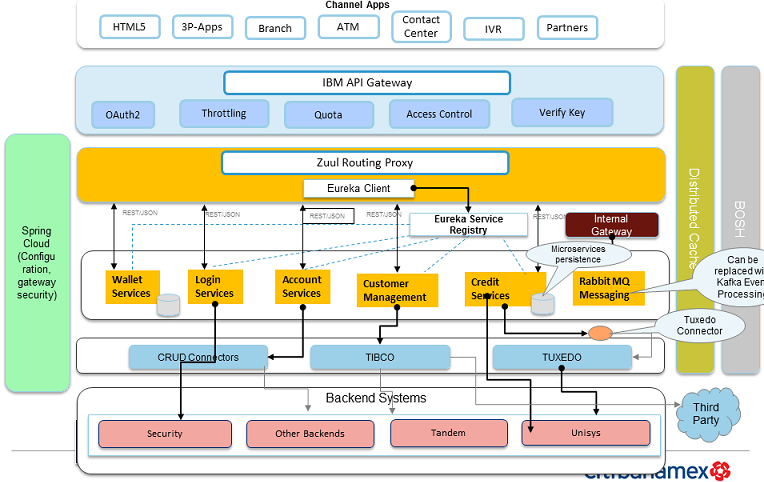 Channel Apps
HTML5
3P-Apps
Branch
ATM
Contact
Center
IVR
Partners
IBM API Gateway
OAuth2
Throttling
Quota
Access Control
Verify Key
Zuul Routing Proxy
Eureka Client
REST/JSON
REST/JSON
REST/JSON
REST/JSON
REST/JSON
Eureka Service
Registry
Internal
Gateway
Microservices
persistence
Spring
Cloud
(Configu
ration,
gateway
security)
Distributed Cache
BOSH
Wallet
Services
Login
Services
Account
Services
Customer
Management
Credit
Services
Rabbit MQ
Messaging
Can be
replaced wi
Kafka Even
Processing
Tuxedo
Connector
CRUD Connectors
TIBCO
TUXEDO
Backend Systems
Security
Other Backends
Tandem
Unisys
Third
Party
citibanamex